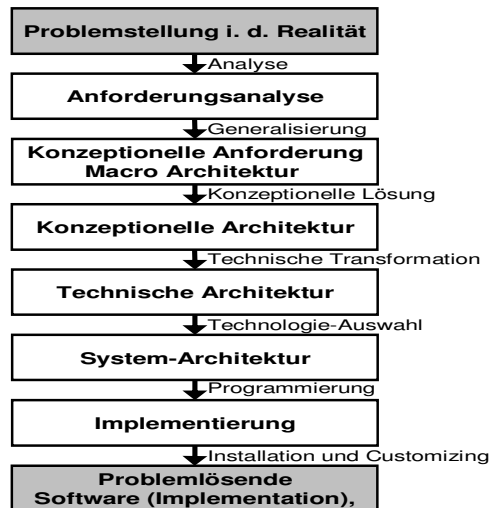 Problemstellung i. d. Realität
Analyse
Anforderungsanalyse
Generalisierung
Konzeptionelle Anforderung
Macro Architektur
Konzeptionelle Lösung
Konzeptionelle Architektur
Technische Transformation
Technische Architektur
Technologie-Auswahl
System-Architektur
Programmierung
Implementierung
Installation und Customizing
Problemlösende
Software (Implementation),